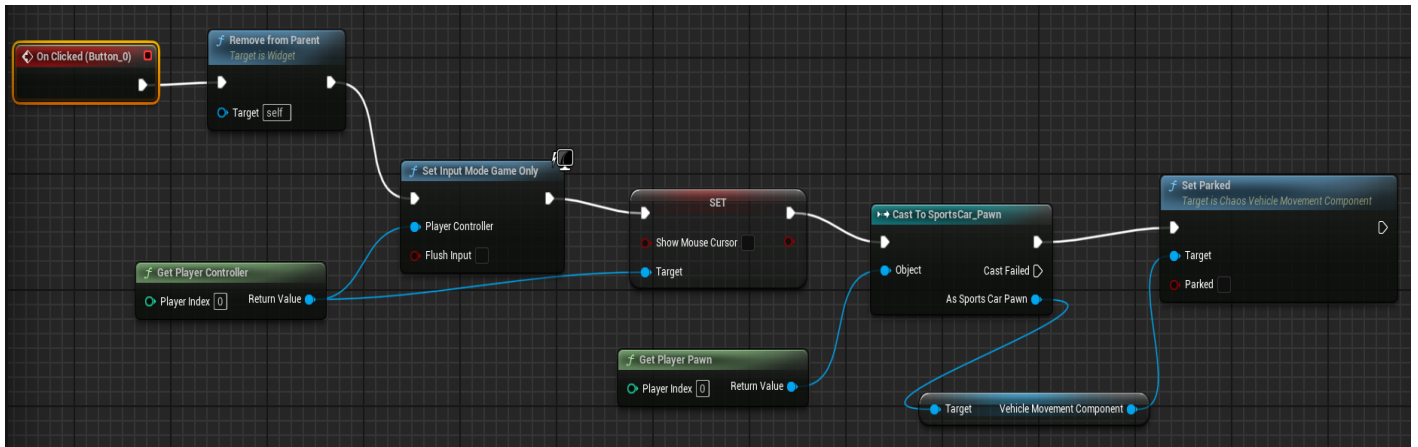 On Clicked (Button_0)
f Remove from Parent
Target is Widget
Target self
f Set Input Mode Game Only
Player Controller
Flush Input
f Get Player Controller
Player Index 0 Return Value
SET
Show Mouse Cursor
Target
f Get Player Pawn
Player Index 0 Return Value
Cast To SportsCar_Pawn
Object Cast Failed
As Sports Car Pawn
Target Vehicle Movement Component
f Set Parked
Target is Chaos Vehicle Movement Component
Target
Parked